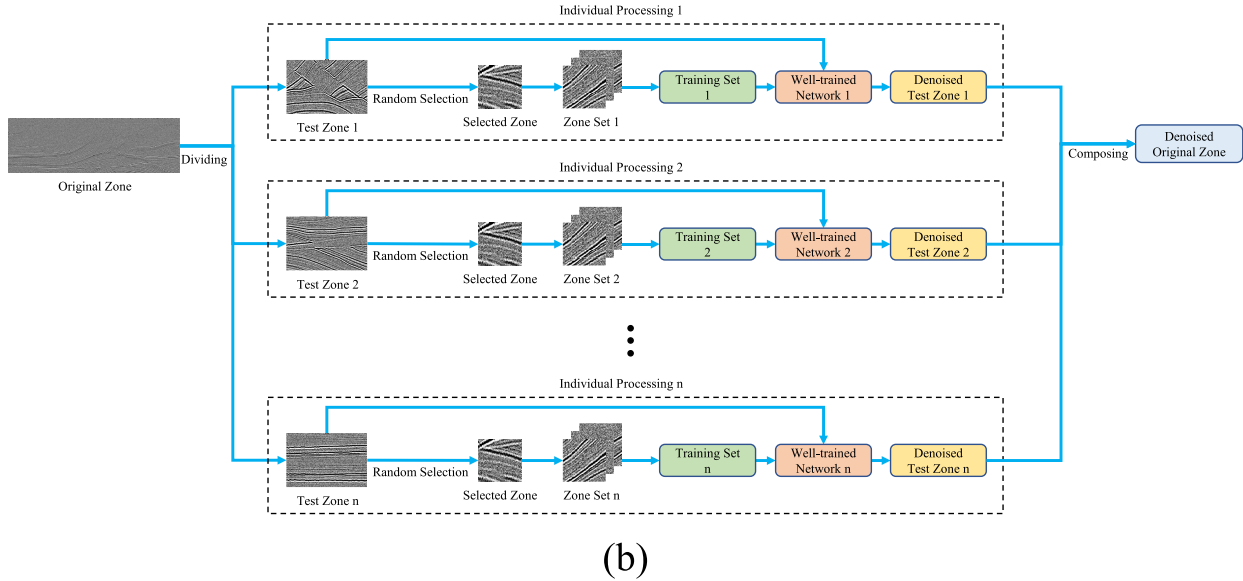 Individual Processing 1
Test Zone 1
Random Selection
Selected Zone
Zone Set 1
Training Set
1
Well-trained
Network 1
Denoised
Test Zone 1
Original Zone
Dividing
Composing
Denoised
Original Zone
Individual Processing 2
Test Zone 2
Random Selection
Selected Zone
Zone Set 2
Training Set
2
Well-trained
Network 2
Denoised
Test Zone 2
Individual Processing n
Test Zone n
Random Selection
Selected Zone
Zone Set n
Training Set
n
Well-trained
Network n
Denoised
Test Zone n
(b)